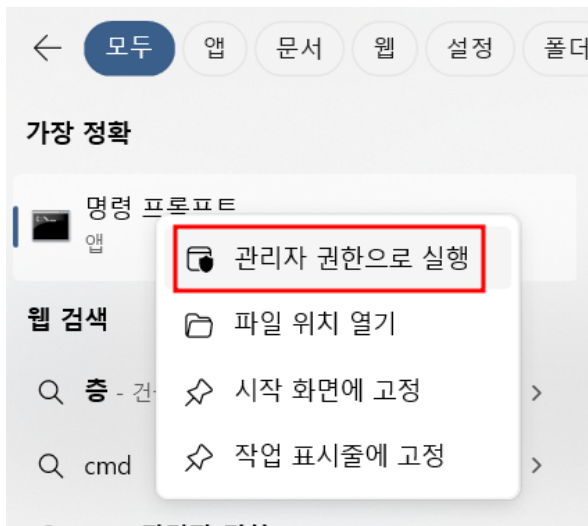 모두 앱 문서 웹 설정 폴더
가장 정확
명령 프롬프트
앱
관리자 권한으로 실행
웹 검색
파일 위치 열기
층 - 건
시작 화면에 고정
cmd
작업 표시줄에 고정